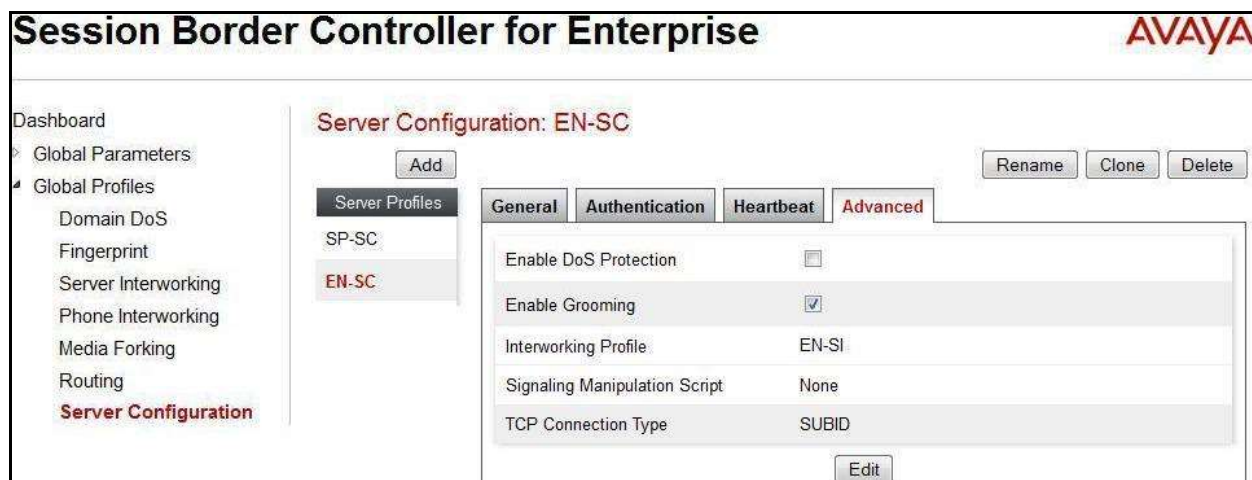 Session Border Controller for Enterprise
AVAYA
Dashboard
Global Parameters
Global Profiles
Domain DoS
Fingerprint
Server Interworking
Phone Interworking
Media Forking
Routing
Server Configuration
Server Configuration: EN-SC
Add
Rename Clone Delete
Server Profiles
SP-SC
EN-SC
General Authentication Heartbeat Advanced
Enable DoS Protection
Enable Grooming
Interworking Profile EN-SI
Signaling Manipulation Script None
TCP Connection Type SUBID
Edit